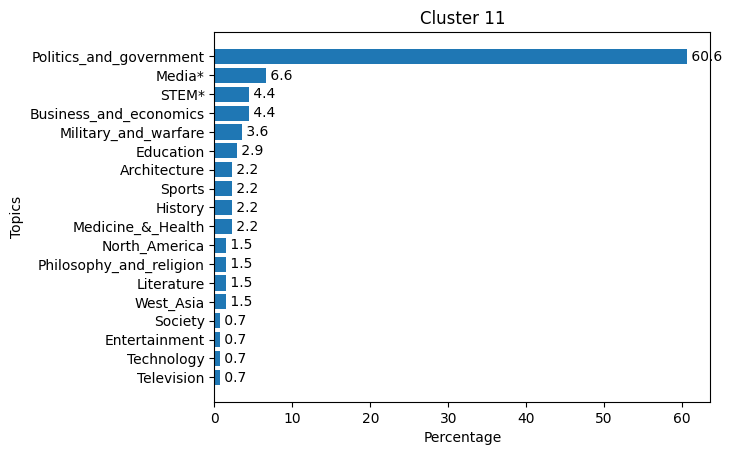 Cluster 11
Politics_and_government 60.6
Media* 6.6
STEM* 4.4
Business_and_economics 4.4
Military_and_warfare 3.6
Education 2.9
Architecture 2.2
Sports 2.2
History 2.2
Medicine_&_Health 2.2
North_America 1.5
Philosophy_and_religion 1.5
Literature 1.5
West_Asia 1.5
Society 0.7
Entertainment 0.7
Technology 0.7
Television 0.7
Topics
0 10 20 30 40 50 60
Percentage